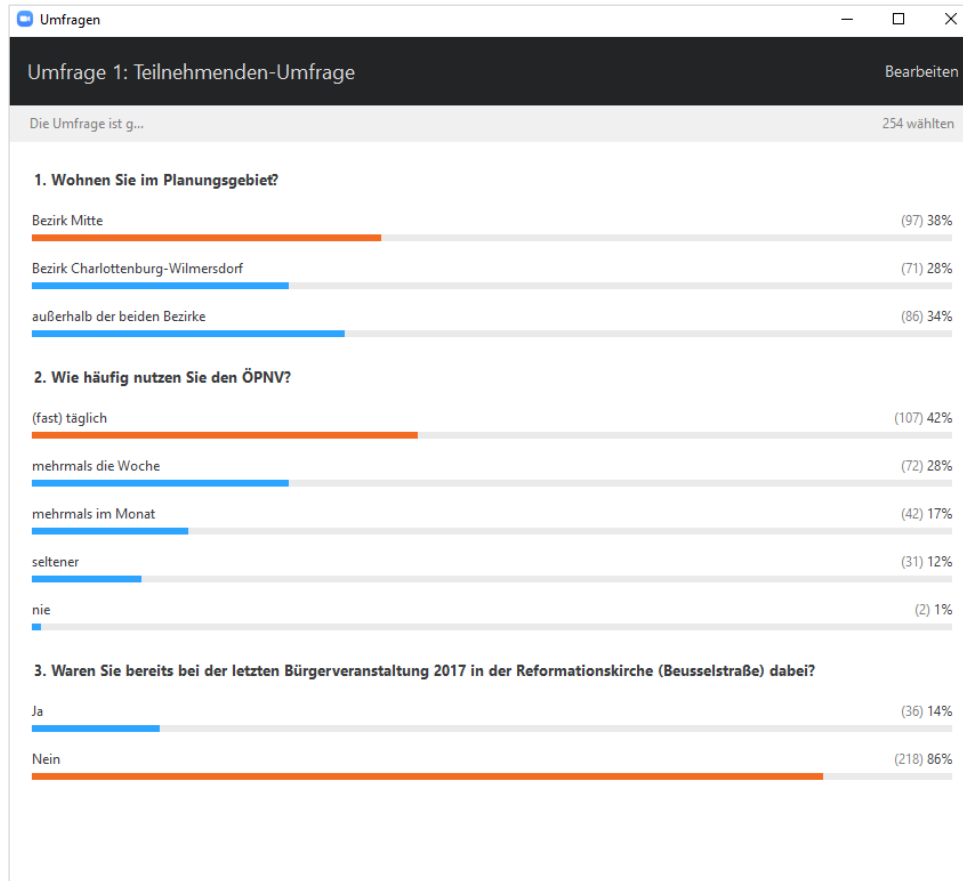 Umfragen
Umfrage 1: Teilnehmenden-Umfrage Bearbeiten
Die Umfrage ist g... 254 wählten
1. Wohnen Sie im Planungsgebiet?
Bezirk Mitte (97) 38%
Bezirk Charlottenburg-Wilmersdorf (71) 28%
außerhalb der beiden Bezirke (86) 34%
2. Wie häufig nutzen Sie den ÖPNV?
(fast) täglich (107) 42%
mehrmals die Woche (72) 28%
mehrmals im Monat (42) 17%
seltener (31) 12%
nie (2) 1%
3. Waren Sie bereits bei der letzten Bürgerveranstaltung 2017 in der Reformationskirche (Beusselstraße) dabei?
Ja (36) 14%
Nein (218) 86%